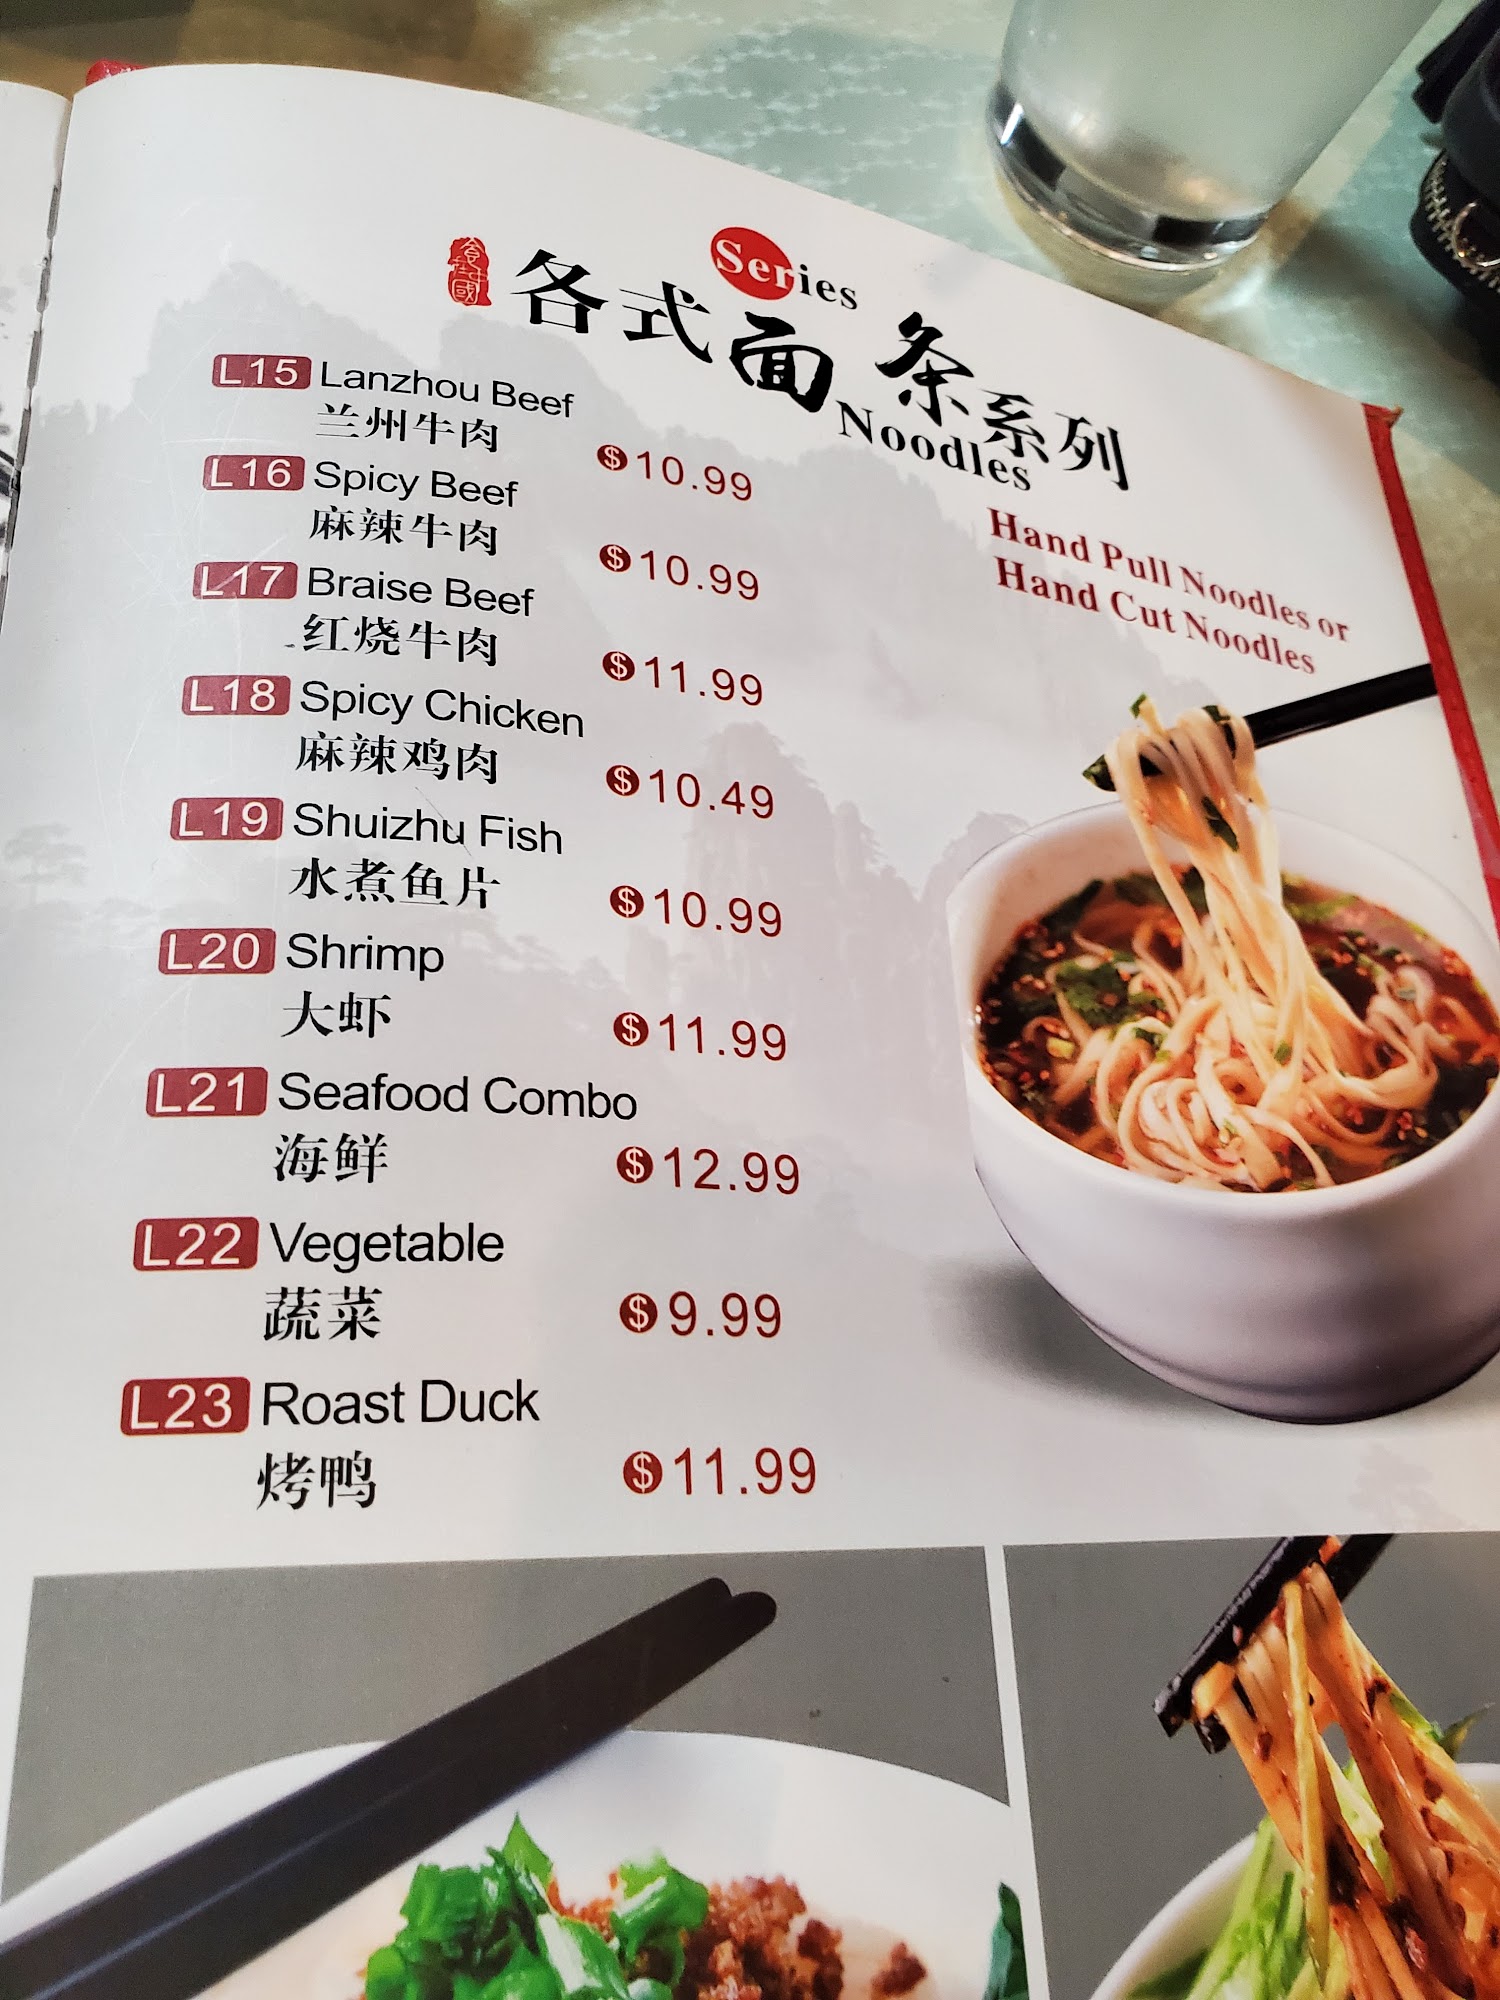 Series
各式面条系列
Noodles
Hand Pull Noodles or
Hand Cut Noodles
L15 Lanzhou Beef
兰州牛肉
$10.99
L16 Spicy Beef
麻辣牛肉
$10.99
L17 Braise Beef
红烧牛肉
$11.99
L18 Spicy Chicken
麻辣鸡肉
$10.49
L19 Shuizhu Fish
水煮鱼片
$10.99
L20 Shrimp
大虾
$11.99
L21 Seafood Combo
海鲜
$12.99
L22 Vegetable
蔬菜
$9.99
L23 Roast Duck
烤鸭
$11.99